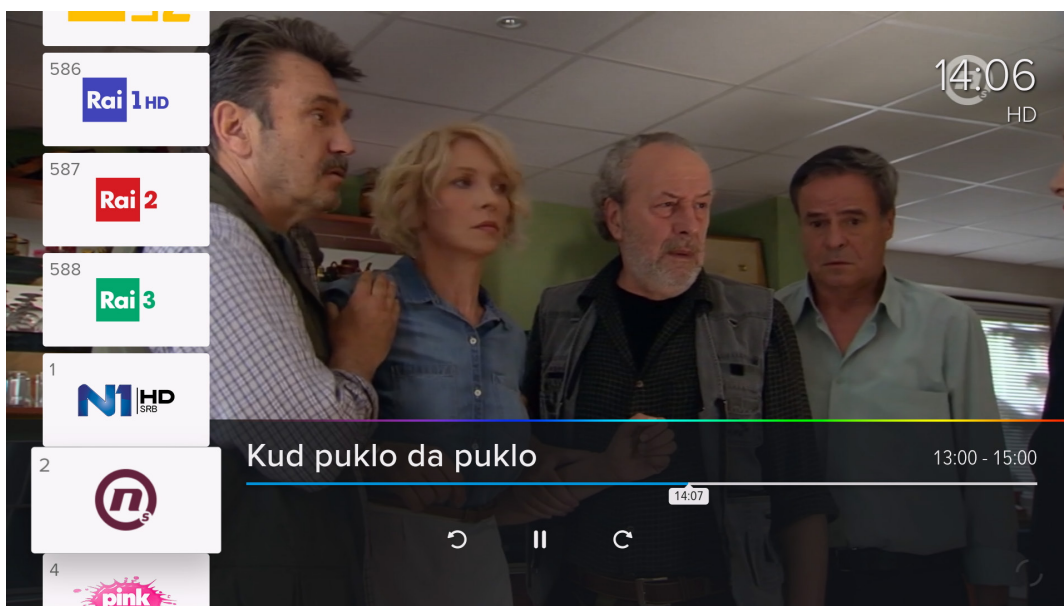 586
Rai 1 HD
587
Rai 2
588
Rai 3
1
N1 HD
SRB
2
n
S
4
pink
14:06
HD
Kud puklo da puklo
13:00 - 15:00
14:07